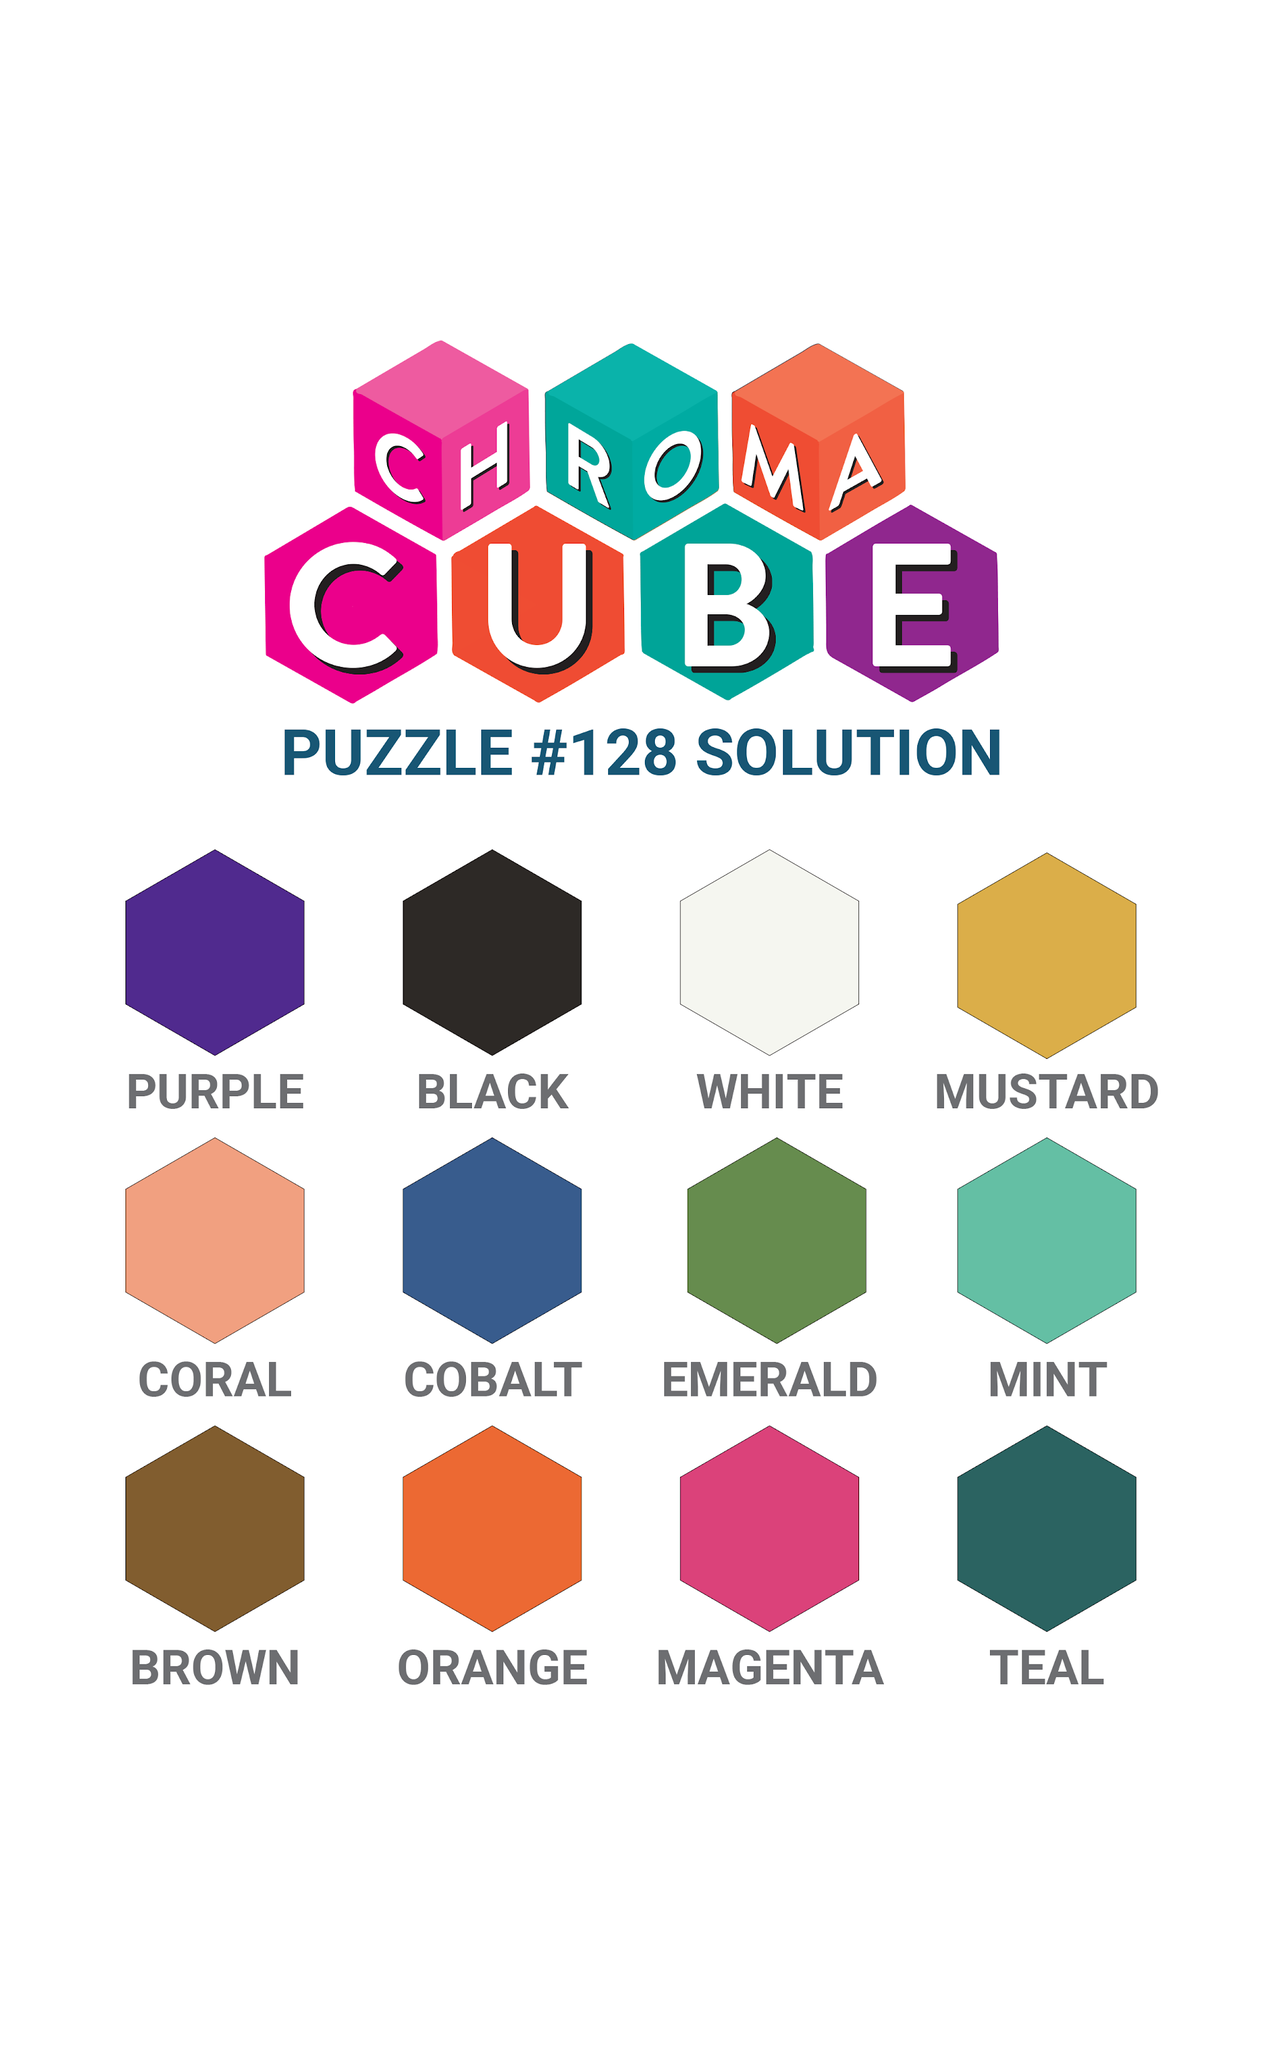 CHROMA
CUBE
PUZZLE #128 SOLUTION
PURPLE BLACK WHITE MUSTARD
CORAL COBALT EMERALD MINT
BROWN ORANGE MAGENTA TEAL